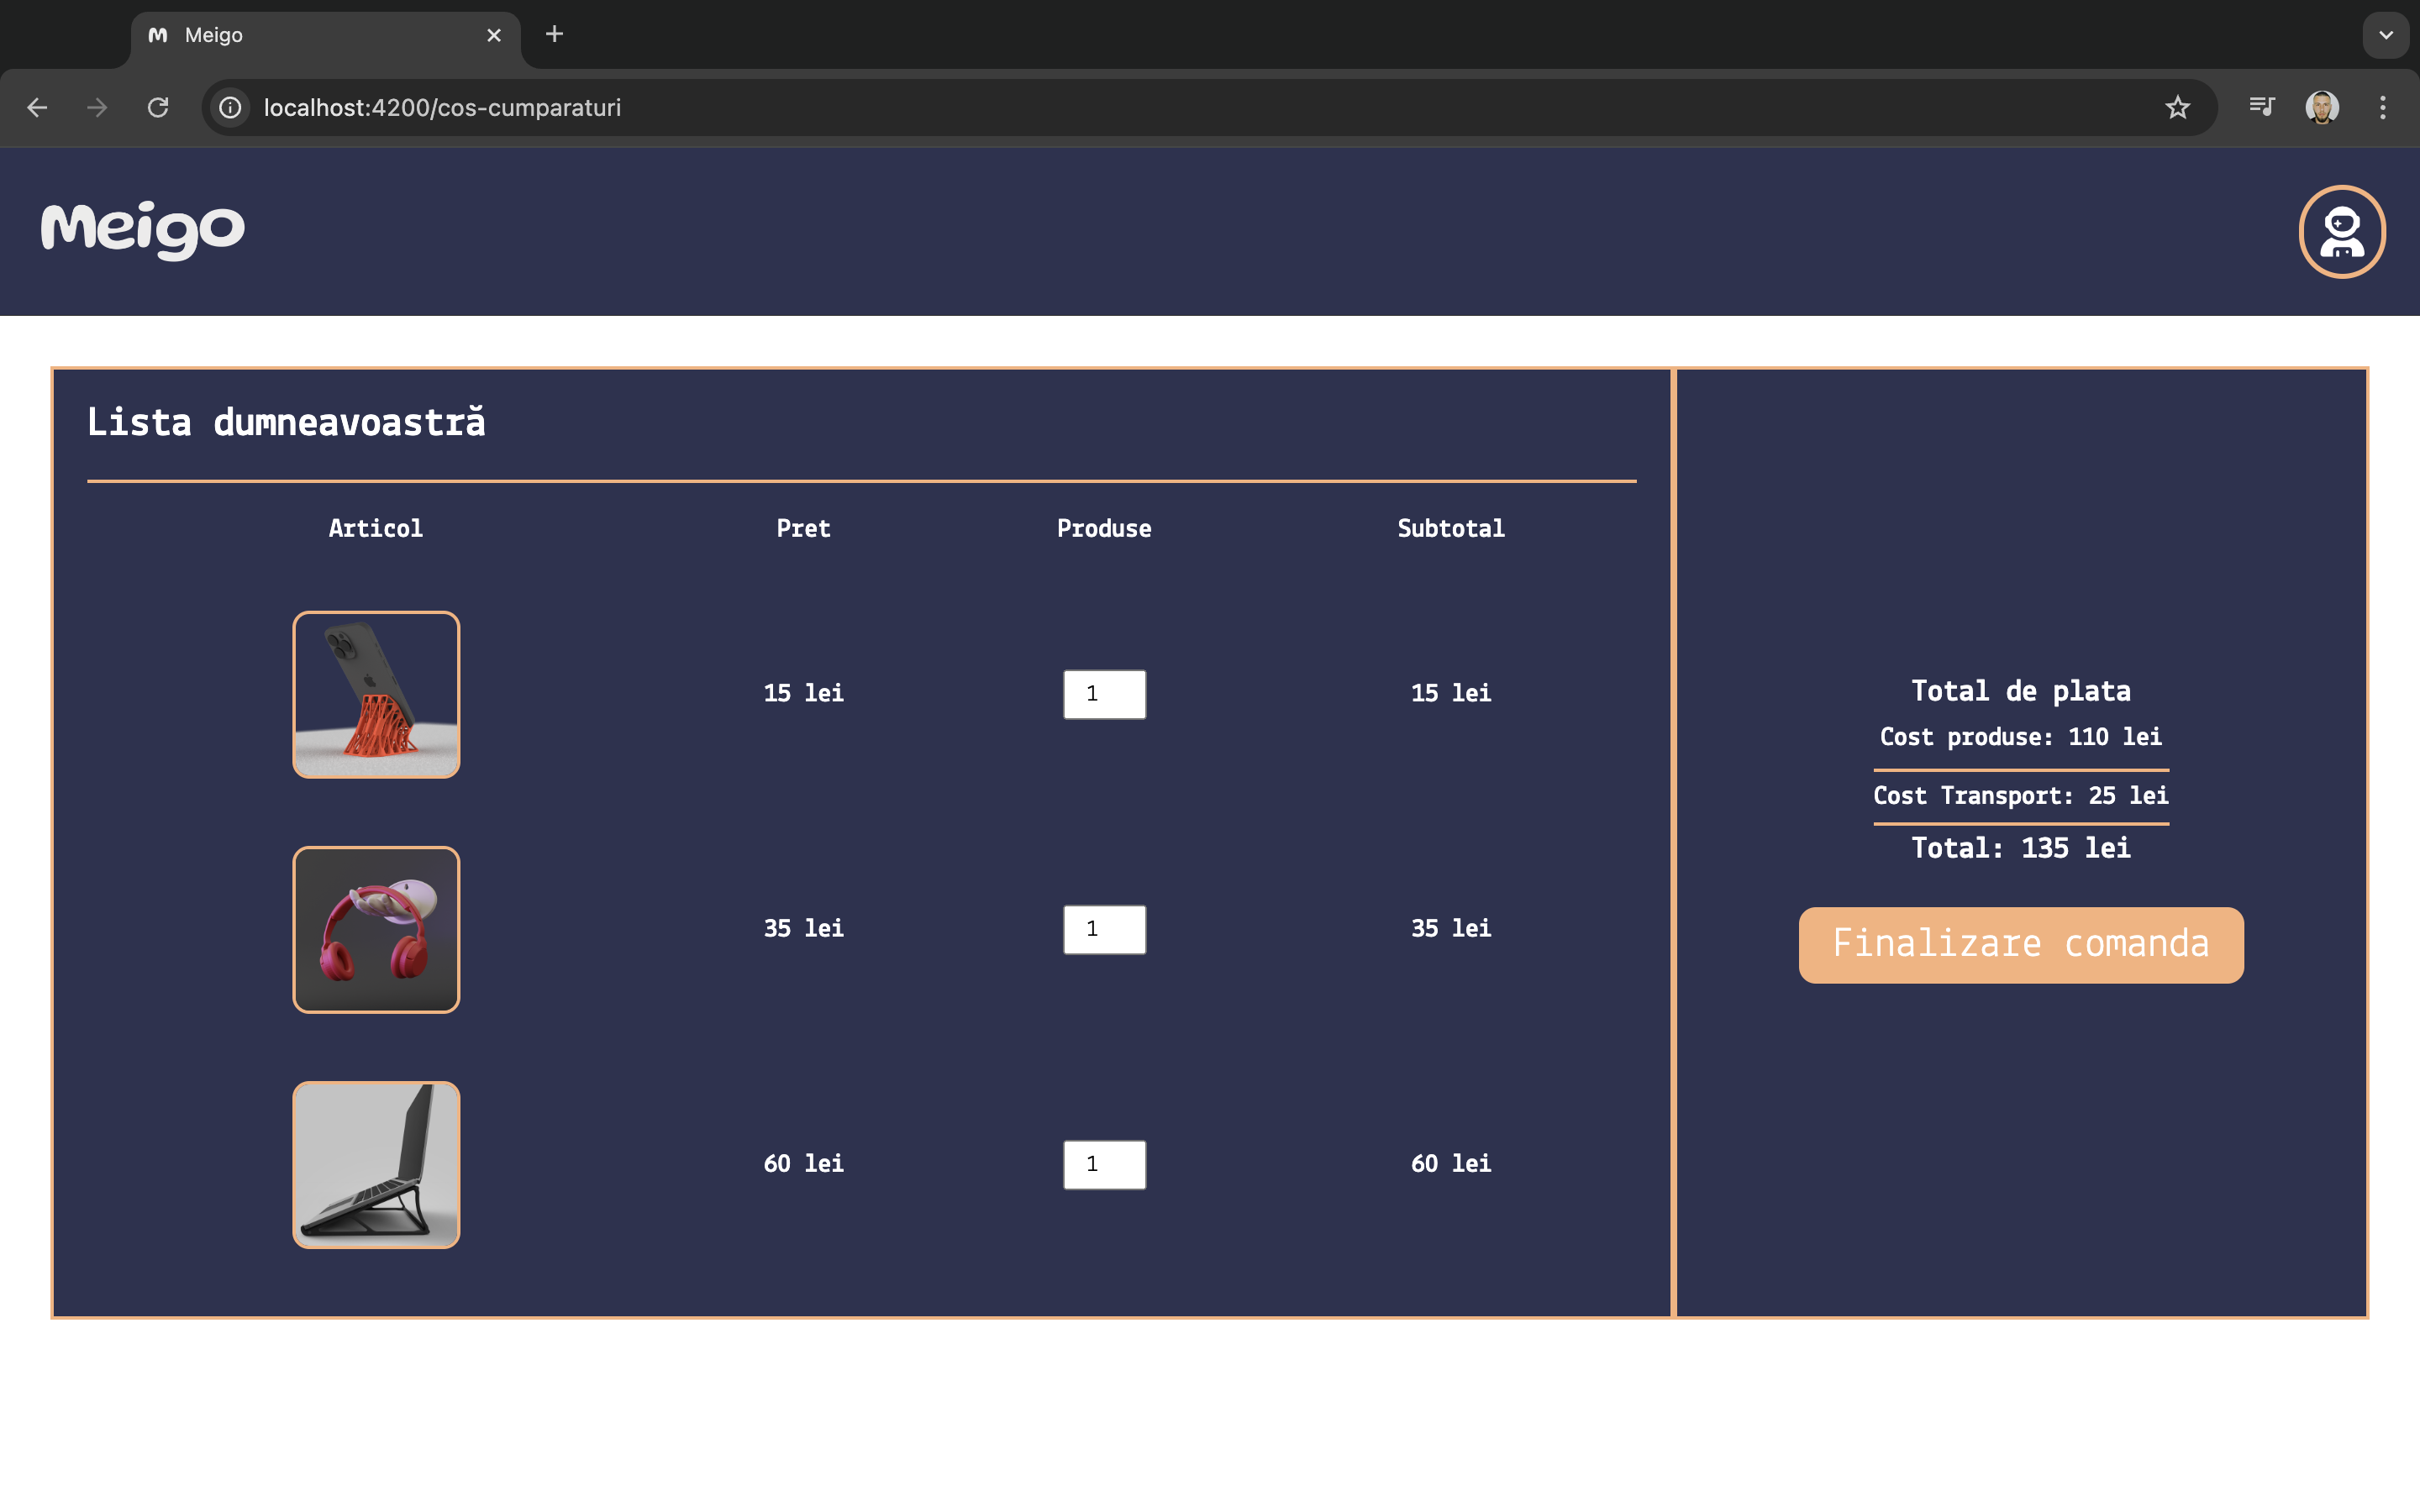 Meigo
localhost:4200/cos-cumparaturi
Meigo
Lista dumneavoastră
Articol Pret Produse Subtotal
15 lei 1 15 lei
35 lei 1 35 lei
60 lei 1 60 lei
Total de plata
Cost produse: 110 lei
Cost Transport: 25 lei
Total: 135 lei
Finalizare comanda